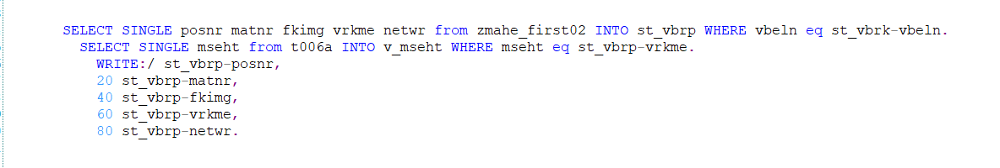 SELECT SINGLE posnr matnr fkimg vrkme netwr from zmahe_first02 INTO st_vbrp WHERE vbeln eq st_vbrk-vbeln.
SELECT SINGLE mseht from t006a INTO v_mseht WHERE mseht eq st_vbrp-vrkme.
WRITE:/ st_vbrp-posnr,
20 st_vbrp-matnr,
40 st_vbrp-fkimg,
60 st_vbrp-vrkme,
80 st_vbrp-netwr.